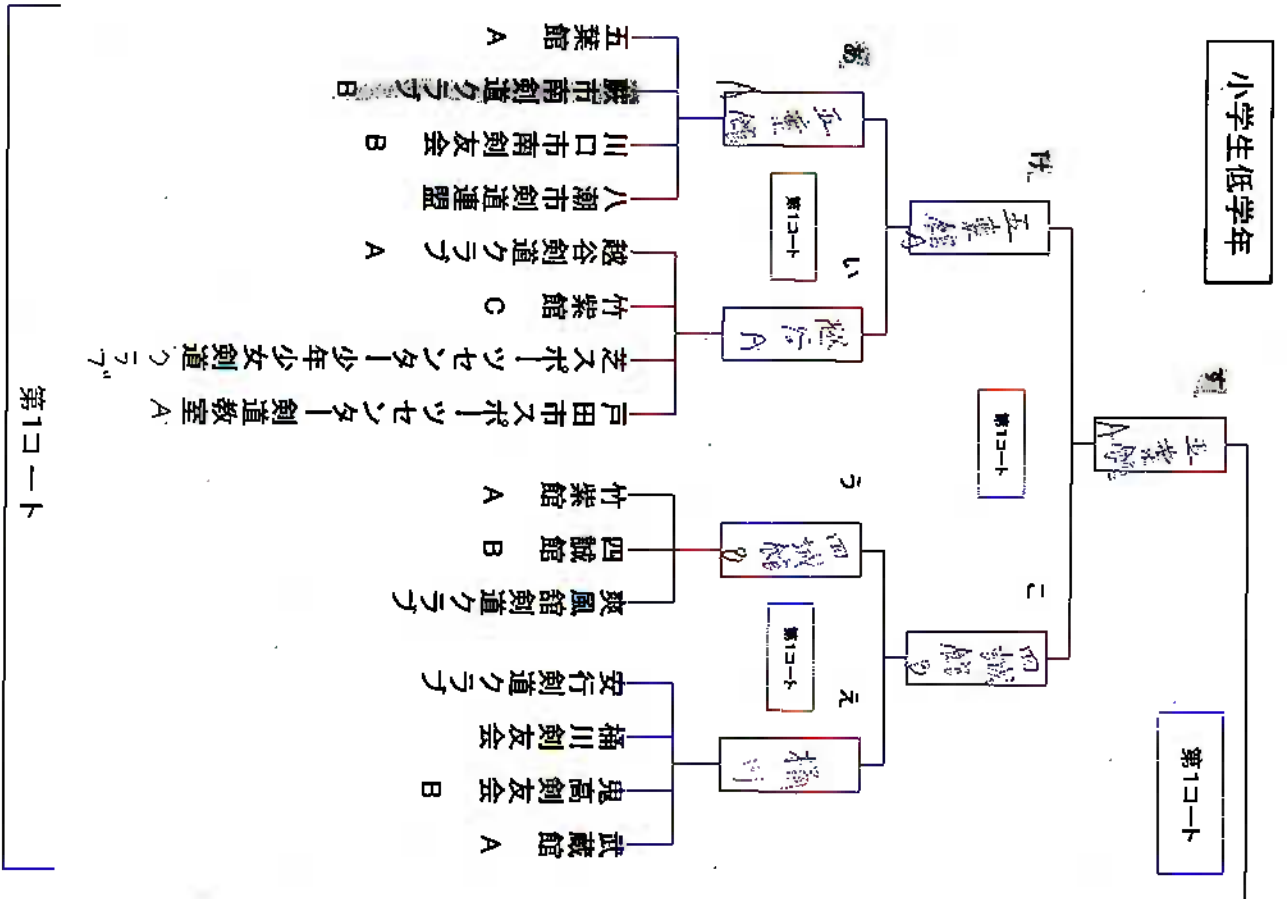 小学生低学年
す
第1コート
五葉館
A
け
こ
第1コート
五葉館
A
四誠館
B
あ
い
う
え
第1コート
第1コート
五葉館
A
越谷A
四誠館
B
桶川
五葉館 A
蕨市南剣道クラブ B
川口市南剣友会 B
八潮市剣道連盟
越谷剣道クラブ A
竹紫館 C
芝スポーツセンター少年少女剣道クラブ
戸田市スポーツセンター剣道教室 A
竹紫館 A
四誠館 B
爽風舘剣道クラブ
安行剣道クラブ
桶川剣友会
鬼高剣友会 B
武蔵館 A
第1コート